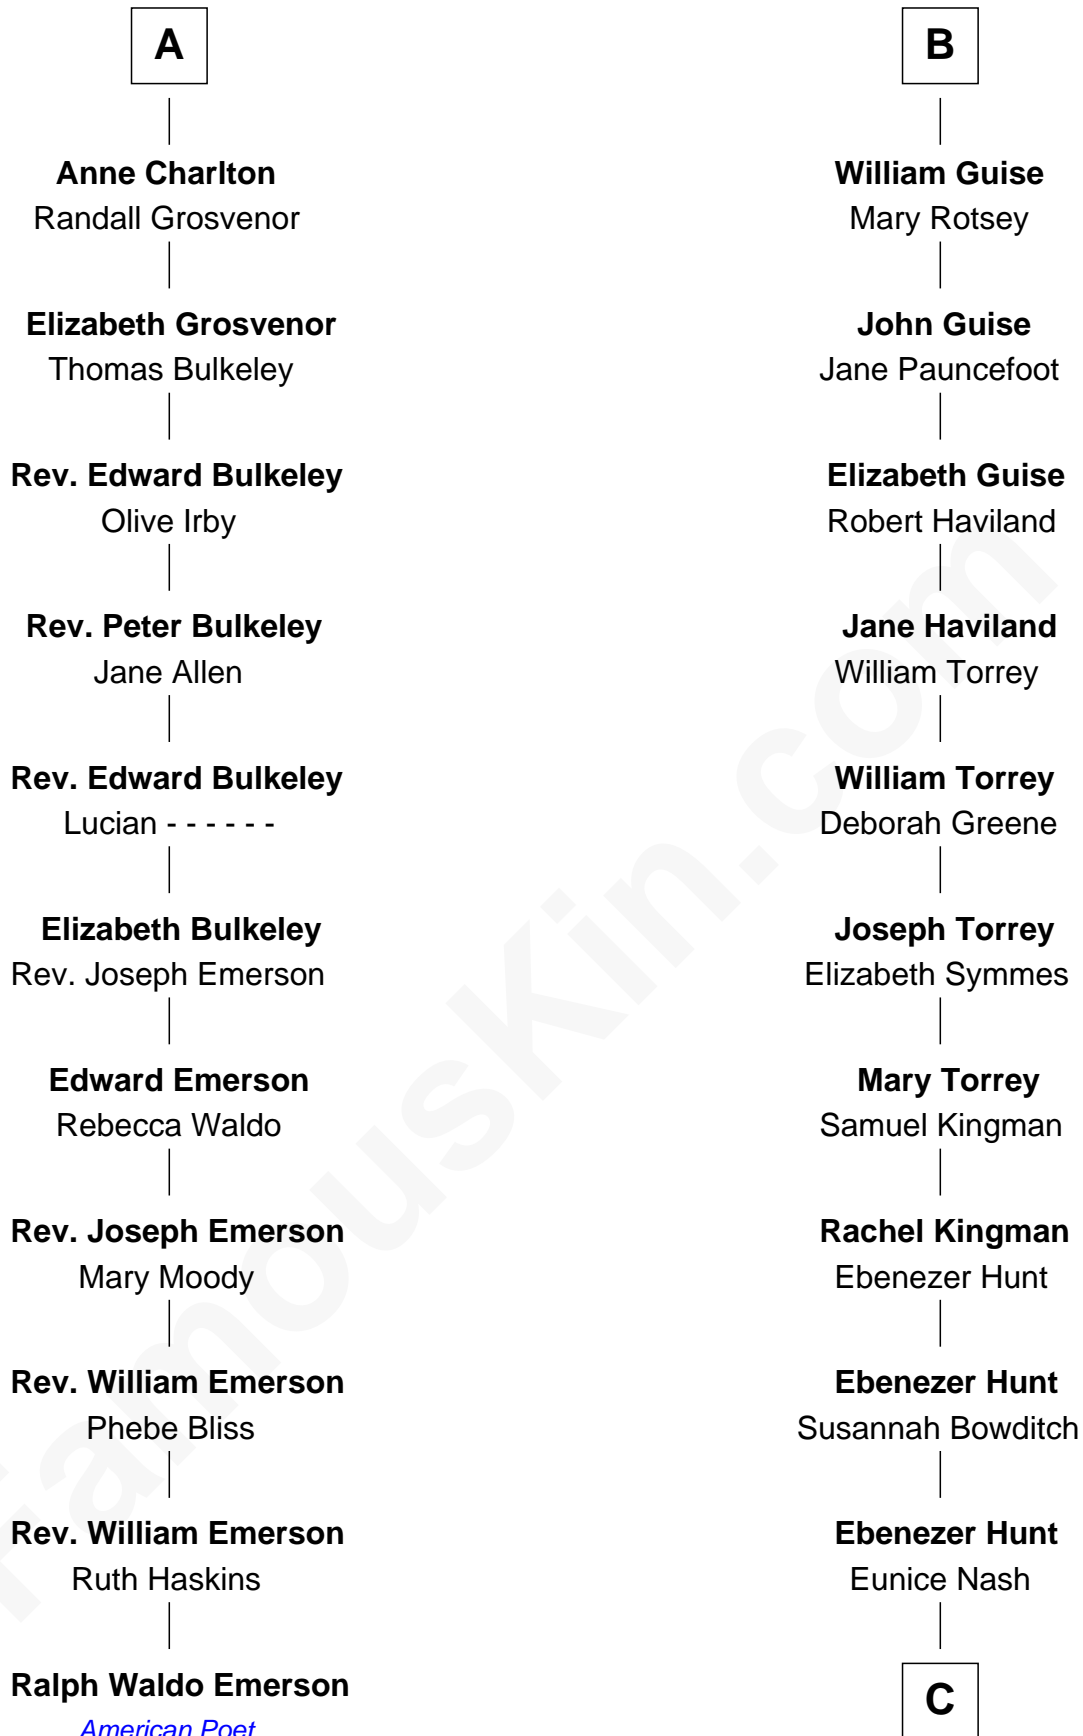 A
Anne Charlton
Randall Grosvenor
Elizabeth Grosvenor
Thomas Bulkeley
Rev. Edward Bulkeley
Olive Irby
Rev. Peter Bulkeley
Jane Allen
Rev. Edward Bulkeley
Lucian - - - - - -
Elizabeth Bulkeley
Rev. Joseph Emerson
Edward Emerson
Rebecca Waldo
Rev. Joseph Emerson
Mary Moody
Rev. William Emerson
Phebe Bliss
Rev. William Emerson
Ruth Haskins
Ralph Waldo Emerson
American Poet
B
William Guise
Mary Rotsey
John Guise
Jane Pauncefoot
Elizabeth Guise
Robert Haviland
Jane Haviland
William Torrey
William Torrey
Deborah Greene
Joseph Torrey
Elizabeth Symmes
Mary Torrey
Samuel Kingman
Rachel Kingman
Ebenezer Hunt
Ebenezer Hunt
Susannah Bowditch
Ebenezer Hunt
Eunice Nash
C
FamousKin.com